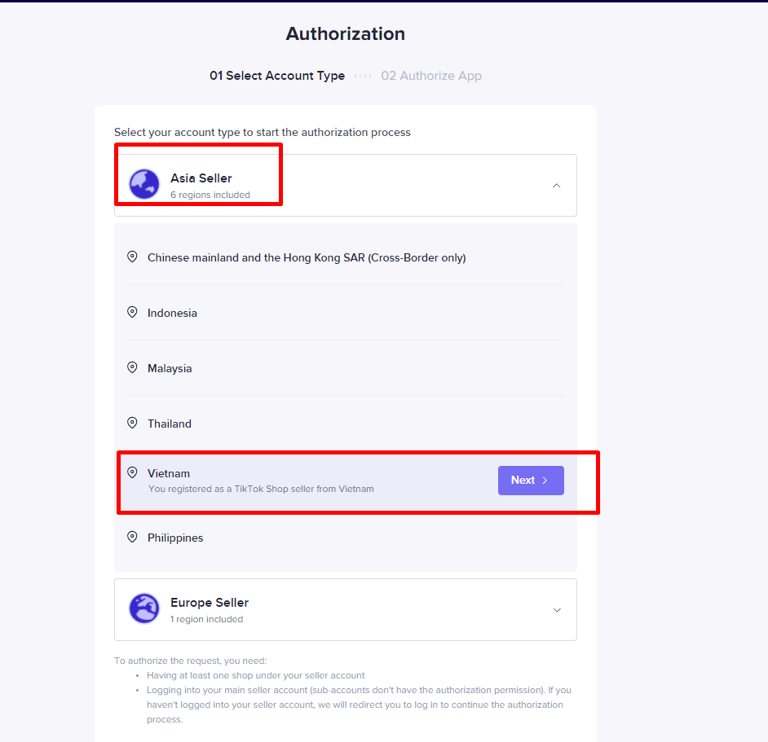 Authorization
01 Select Account Type ···· 02 Authorize App
Select your account type to start the authorization process
Asia Seller
6 regions included
Chinese mainland and the Hong Kong SAR (Cross-Border only)
Indonesia
Malaysia
Thailand
Vietnam
You registered as a TikTok Shop seller from Vietnam
Next >
Philippines
Europe Seller
1 region included
To authorize the request, you need:
• Having at least one shop under your seller account
• Logging into your main seller account (sub-accounts don't have the authorization permission). If you
haven't logged into your seller account, we will redirect you to log in to continue the authorization
process.